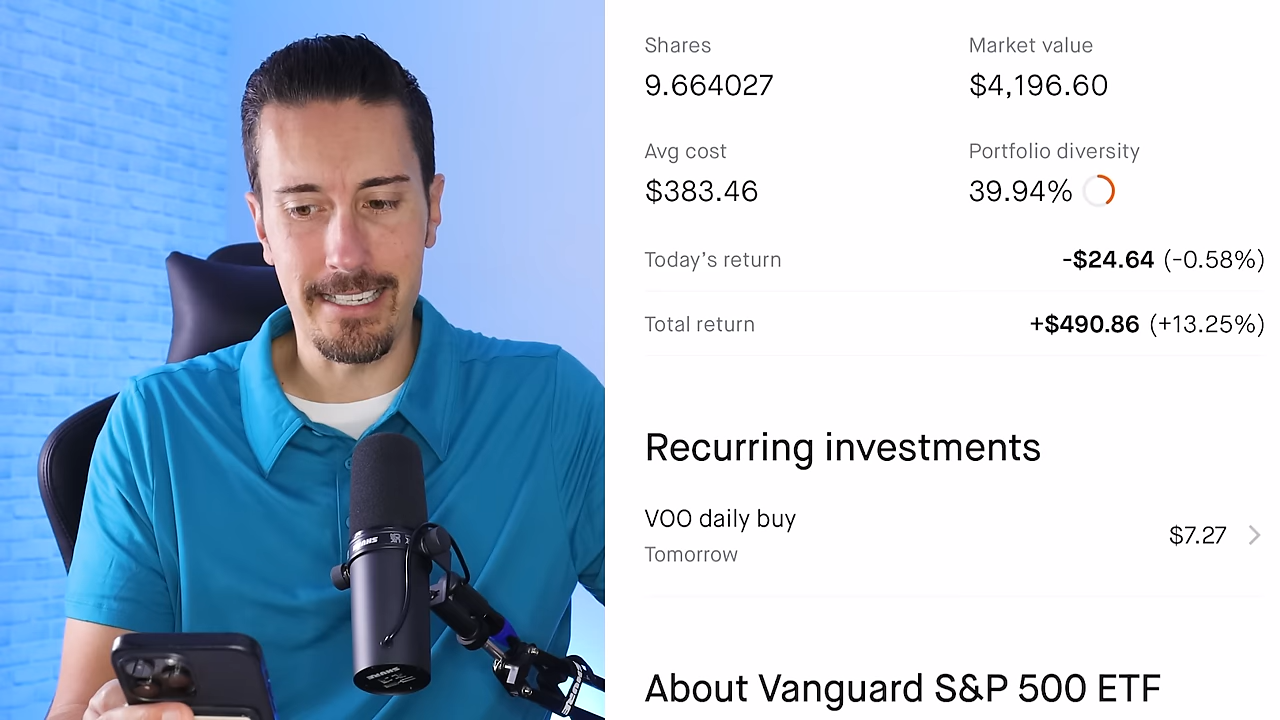 Shares
Market value
9.664027
$4,196.60
Avg cost
Portfolio diversity
$383.46
39.94%
Today's return
-$24.64 (-0.58%)
Total return
+$490.86 (+13.25%)
Recurring investments
VOO daily buy
$7.27
Tomorrow
About Vanguard S&P 500 ETF
SHURE
SHURE